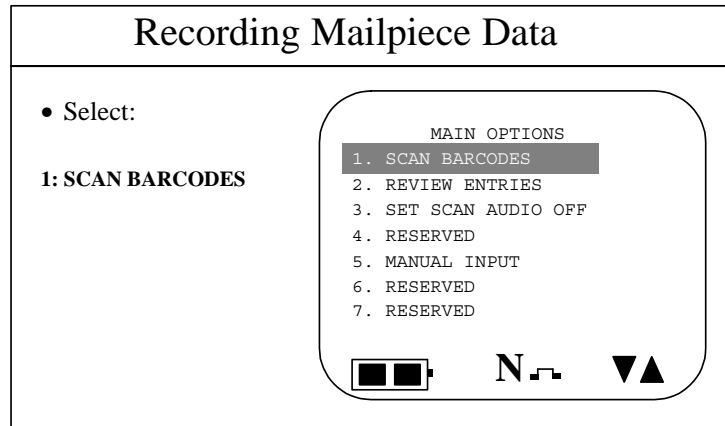 Recording Mailpiece Data
• Select:
1: SCAN BARCODES
MAIN OPTIONS
1. SCAN BARCODES
2. REVIEW ENTRIES
3. SET SCAN AUDIO OFF
4. RESERVED
5. MANUAL INPUT
6. RESERVED
7. RESERVED
N